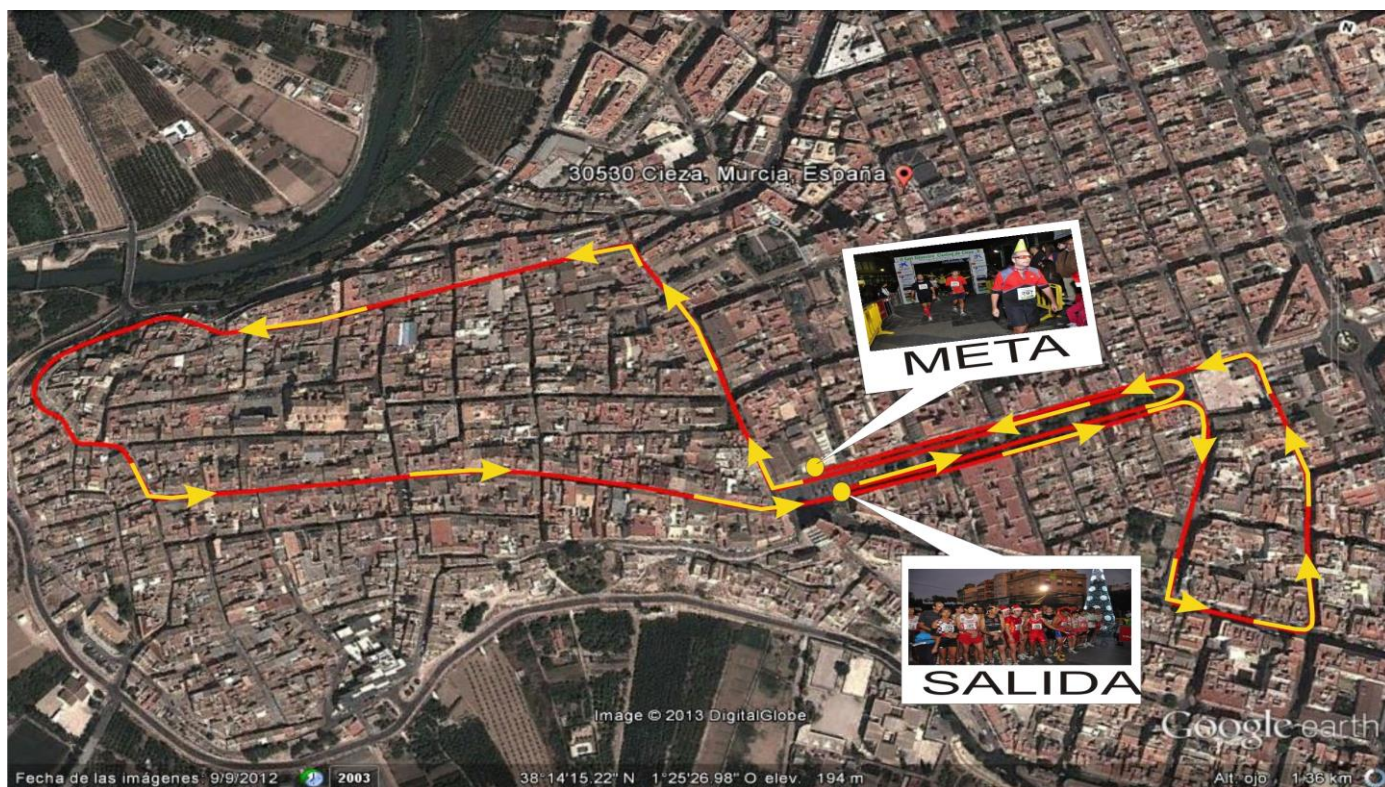 N
30530 Cieza, Murcia, España
META
SALIDA
Image © 2013 DigitalGlobe
Google earth
Fecha de las imágenes: 9/9/2012
2003
38°14'15.22" N 1°25'26.98" O elev. 194 m
Alt. ojo 1.36 km